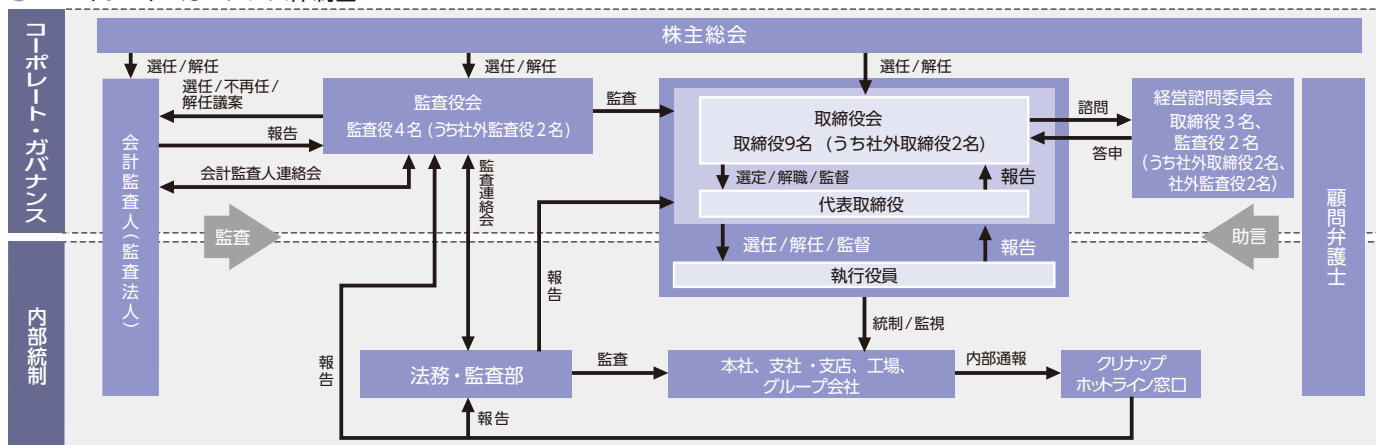 コーポレート・ガバナンス
内部統制
株主総会
選任/解任
選任/解任
選任/解任
選任/不再任/
解任議案
報告
会計監査人連絡会
会計監査人(監査法人)
監査
監査役会
監査役4名(うち社外監査役2名)
監査
監査連絡会
取締役会
取締役9名 (うち社外取締役2名)
選定/解職/監督
報告
代表取締役
選任/解任/監督
報告
執行役員
諮問
答申
経営諮問委員会
取締役3名、
監査役2名
(うち社外取締役2名、
社外監査役2名)
顧問弁護士
助言
報告
報告
統制/監視
法務・監査部
監査
本社、支社・支店、工場、
グループ会社
内部通報
クリナップ
ホットライン窓口
報告